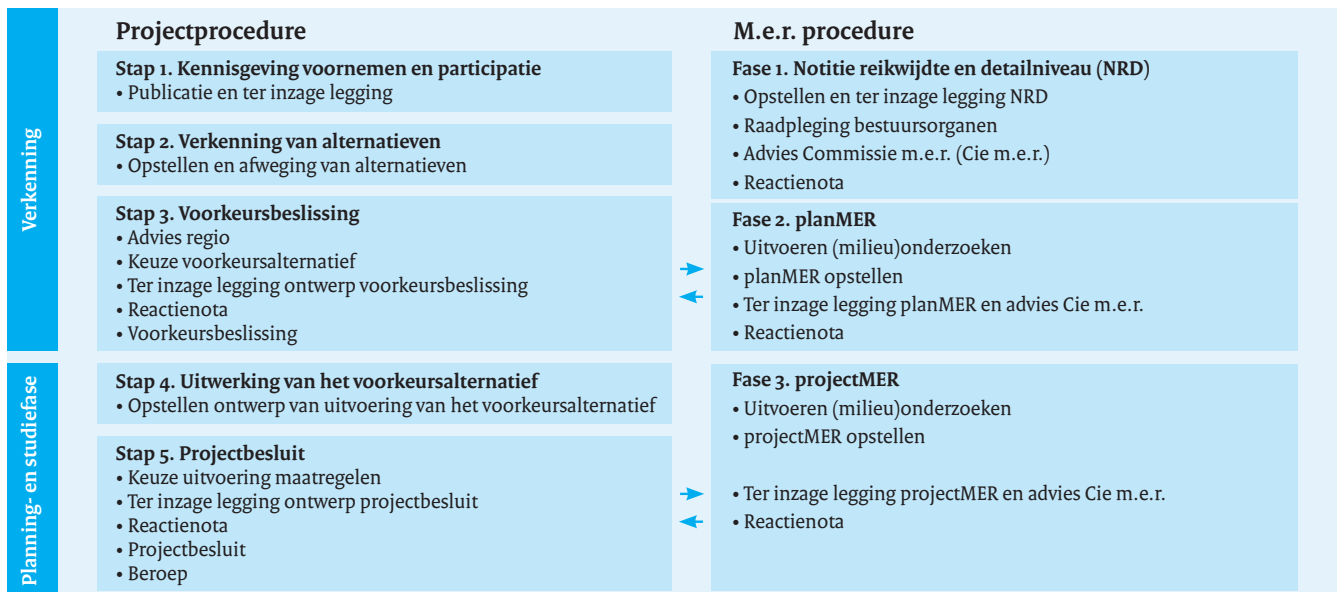 Verkenning
Projectprocedure
Stap 1. Kennisgeving voornemen en participatie
• Publicatie en ter inzage legging
Stap 2. Verkenning van alternatieven
• Opstellen en afweging van alternatieven
Stap 3. Voorkeursbeslissing
• Advies regio
• Keuze voorkeursalternatief
• Ter inzage legging ontwerp voorkeursbeslissing
• Reactienota
• Voorkeursbeslissing
M.e.r. procedure
Fase 1. Notitie reikwijdte en detailniveau (NRD)
• Opstellen en ter inzage legging NRD
• Raadpleging bestuursorganen
• Advies Commissie m.e.r. (Cie m.e.r.)
• Reactienota
Fase 2. planMER
• Uitvoeren (milieu)onderzoeken
• planMER opstellen
• Ter inzage legging planMER en advies Cie m.e.r.
• Reactienota
Planning- en studiefase
Stap 4. Uitwerking van het voorkeursalternatief
• Opstellen ontwerp van uitvoering van het voorkeursalternatief
Stap 5. Projectbesluit
• Keuze uitvoering maatregelen
• Ter inzage legging ontwerp projectbesluit
• Reactienota
• Projectbesluit
• Beroep
Fase 3. projectMER
• Uitvoeren (milieu)onderzoeken
• projectMER opstellen
• Ter inzage legging projectMER en advies Cie m.e.r.
• Reactienota